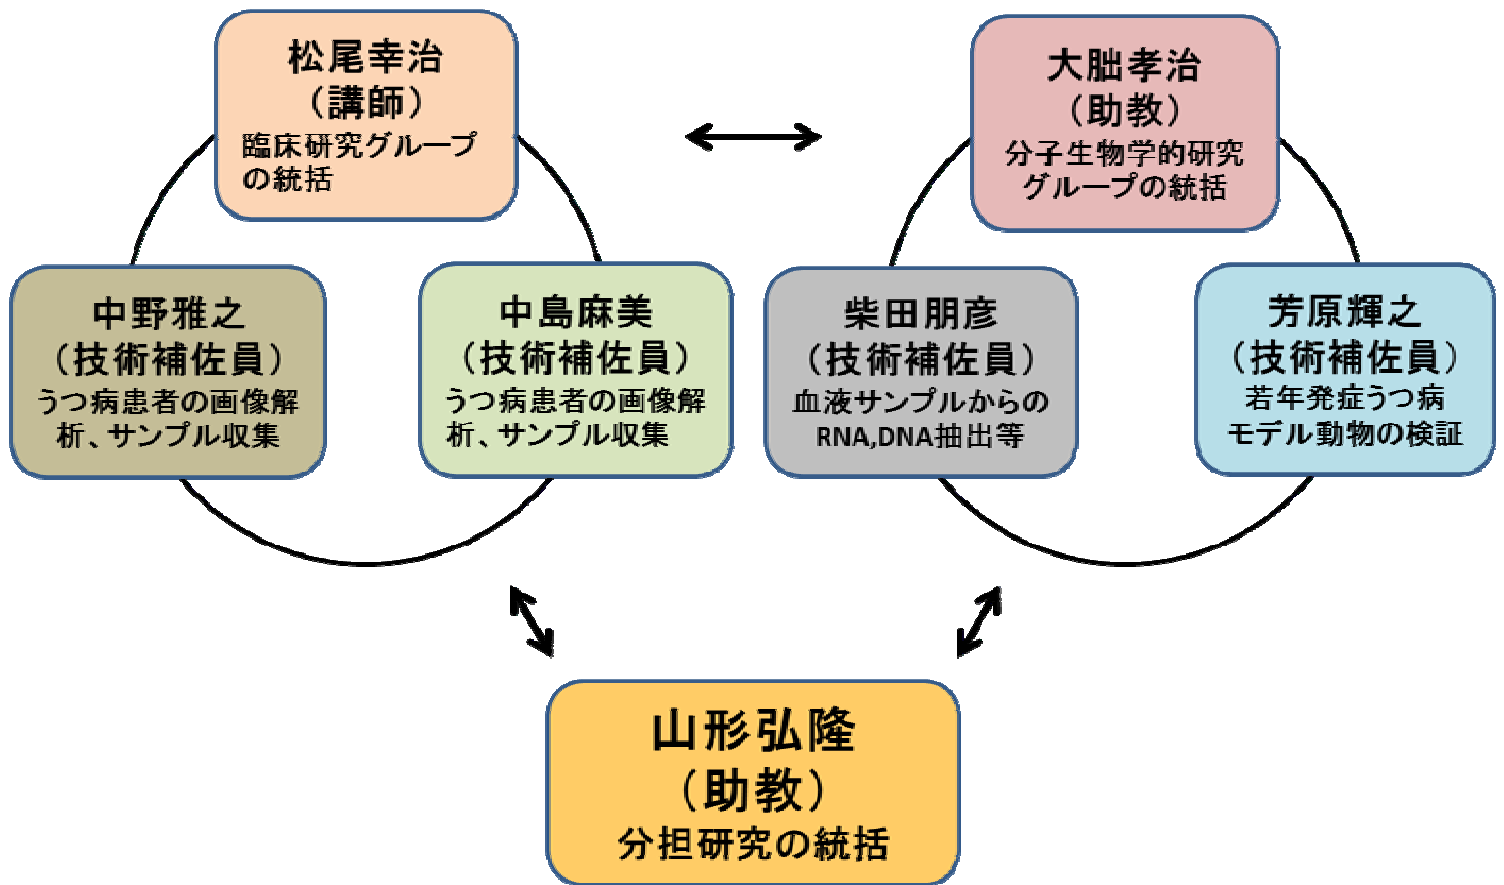 松尾幸治
（講師）
臨床研究グループ
の統括
大朏孝治
（助教）
分子生物学的研究
グループの統括
中野雅之
（技術補佐員）
うつ病患者の画像解
析、サンプル収集
中島麻美
（技術補佐員）
うつ病患者の画像解
析、サンプル収集
柴田朋彦
（技術補佐員）
血液サンプルからの
RNA,DNA抽出等
芳原輝之
（技術補佐員）
若年発症うつ病
モデル動物の検証
山形弘隆
（助教）
分担研究の統括